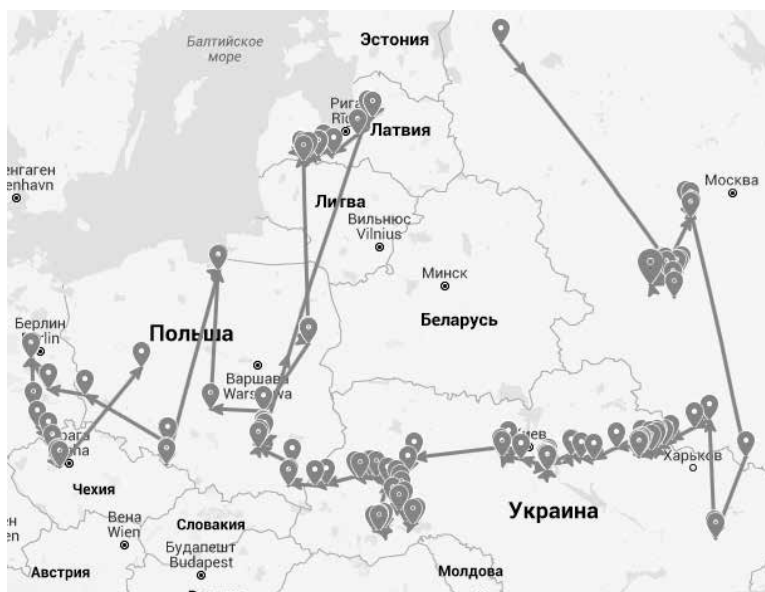 Балтийское
море
Эстония
Рига
Латвия
Москва
Литва
Вильнюс
Vilnius
Минск
Беларусь
Берлин
Польша
Варшава
Чехия
Харьков
Украина
Словакия
Вена
Wien
Будапешт
Budapest
Австрия
Молдова